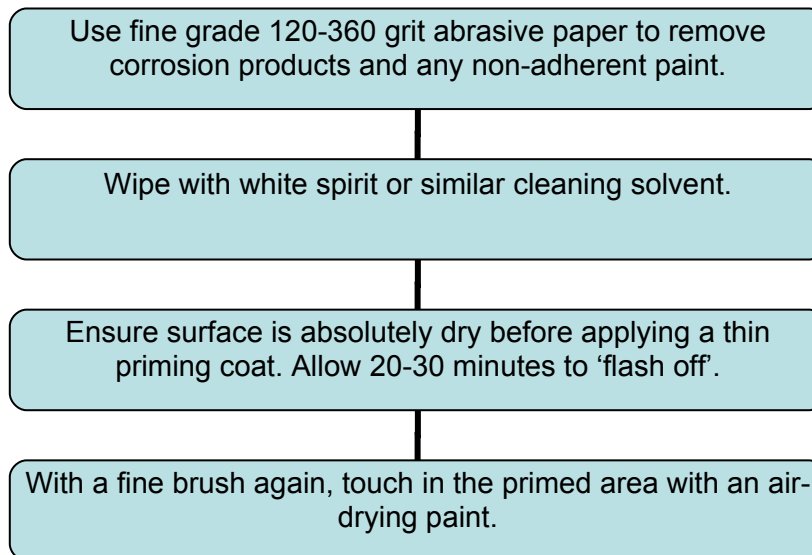 Use fine grade 120-360 grit abrasive paper to remove
corrosion products and any non-adherent paint.
Wipe with white spirit or similar cleaning solvent.
Ensure surface is absolutely dry before applying a thin
priming coat. Allow 20-30 minutes to ‘flash off’.
With a fine brush again, touch in the primed area with an air-
drying paint.